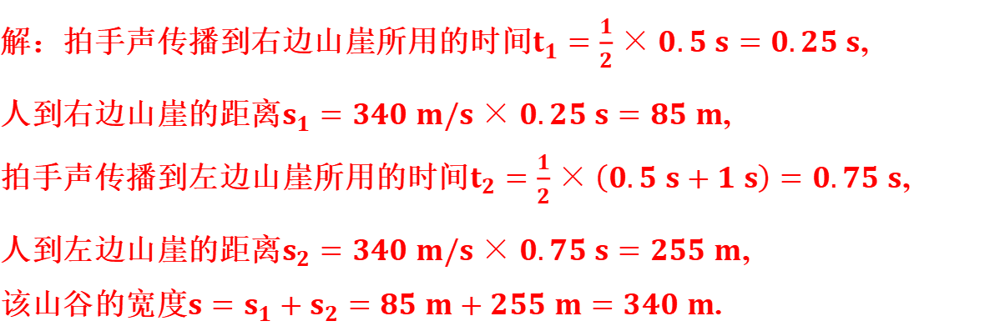 解：拍手声传播到右边山崖所用的时间t₁ = 1/2 × 0.5 s = 0.25 s,
人到右边山崖的距离s₁ = 340 m/s × 0.25 s = 85 m,
拍手声传播到左边山崖所用的时间t₂ = 1/2 × (0.5 s + 1 s) = 0.75 s,
人到左边山崖的距离s₂ = 340 m/s × 0.75 s = 255 m,
该山谷的宽度s = s₁ + s₂ = 85 m + 255 m = 340 m.